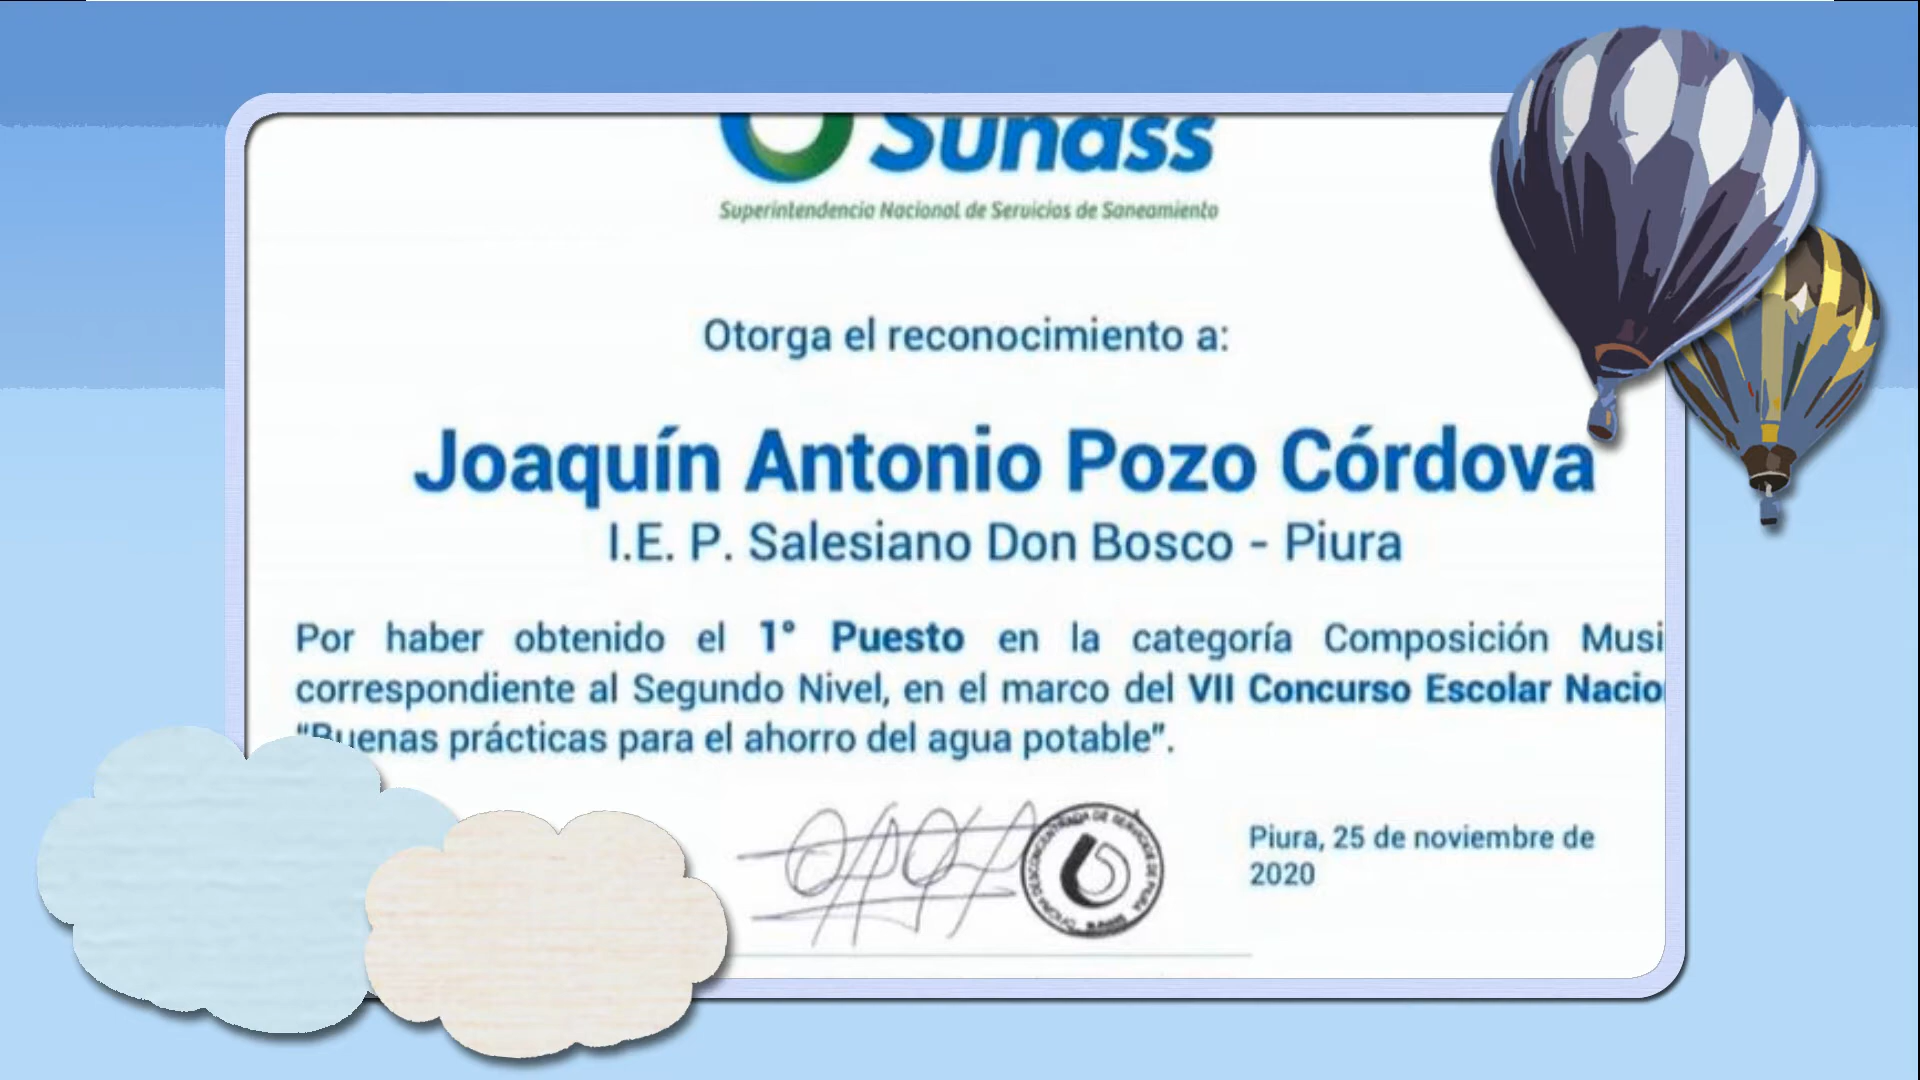 Sunass
Superintendencia Nacional de Servicios de Saneamiento
Otorga el reconocimiento a:
Joaquín Antonio Pozo Córdova
I.E. P. Salesiano Don Bosco - Piura
Por haber obtenido el 1° Puesto en la categoría Composición Musi
correspondiente al Segundo Nivel, en el marco del VII Concurso Escolar Nacio
“Buenas prácticas para el ahorro del agua potable”.
Piura, 25 de noviembre de
2020